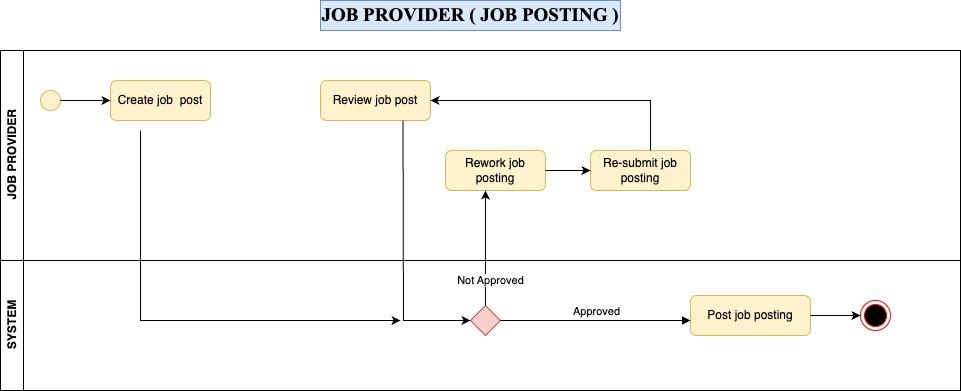 JOB PROVIDER ( JOB POSTING )
JOB PROVIDER
Create job  post
Review job post
Rework job
posting
Re-submit job
posting
SYSTEM
Not Approved
Approved
Post job posting